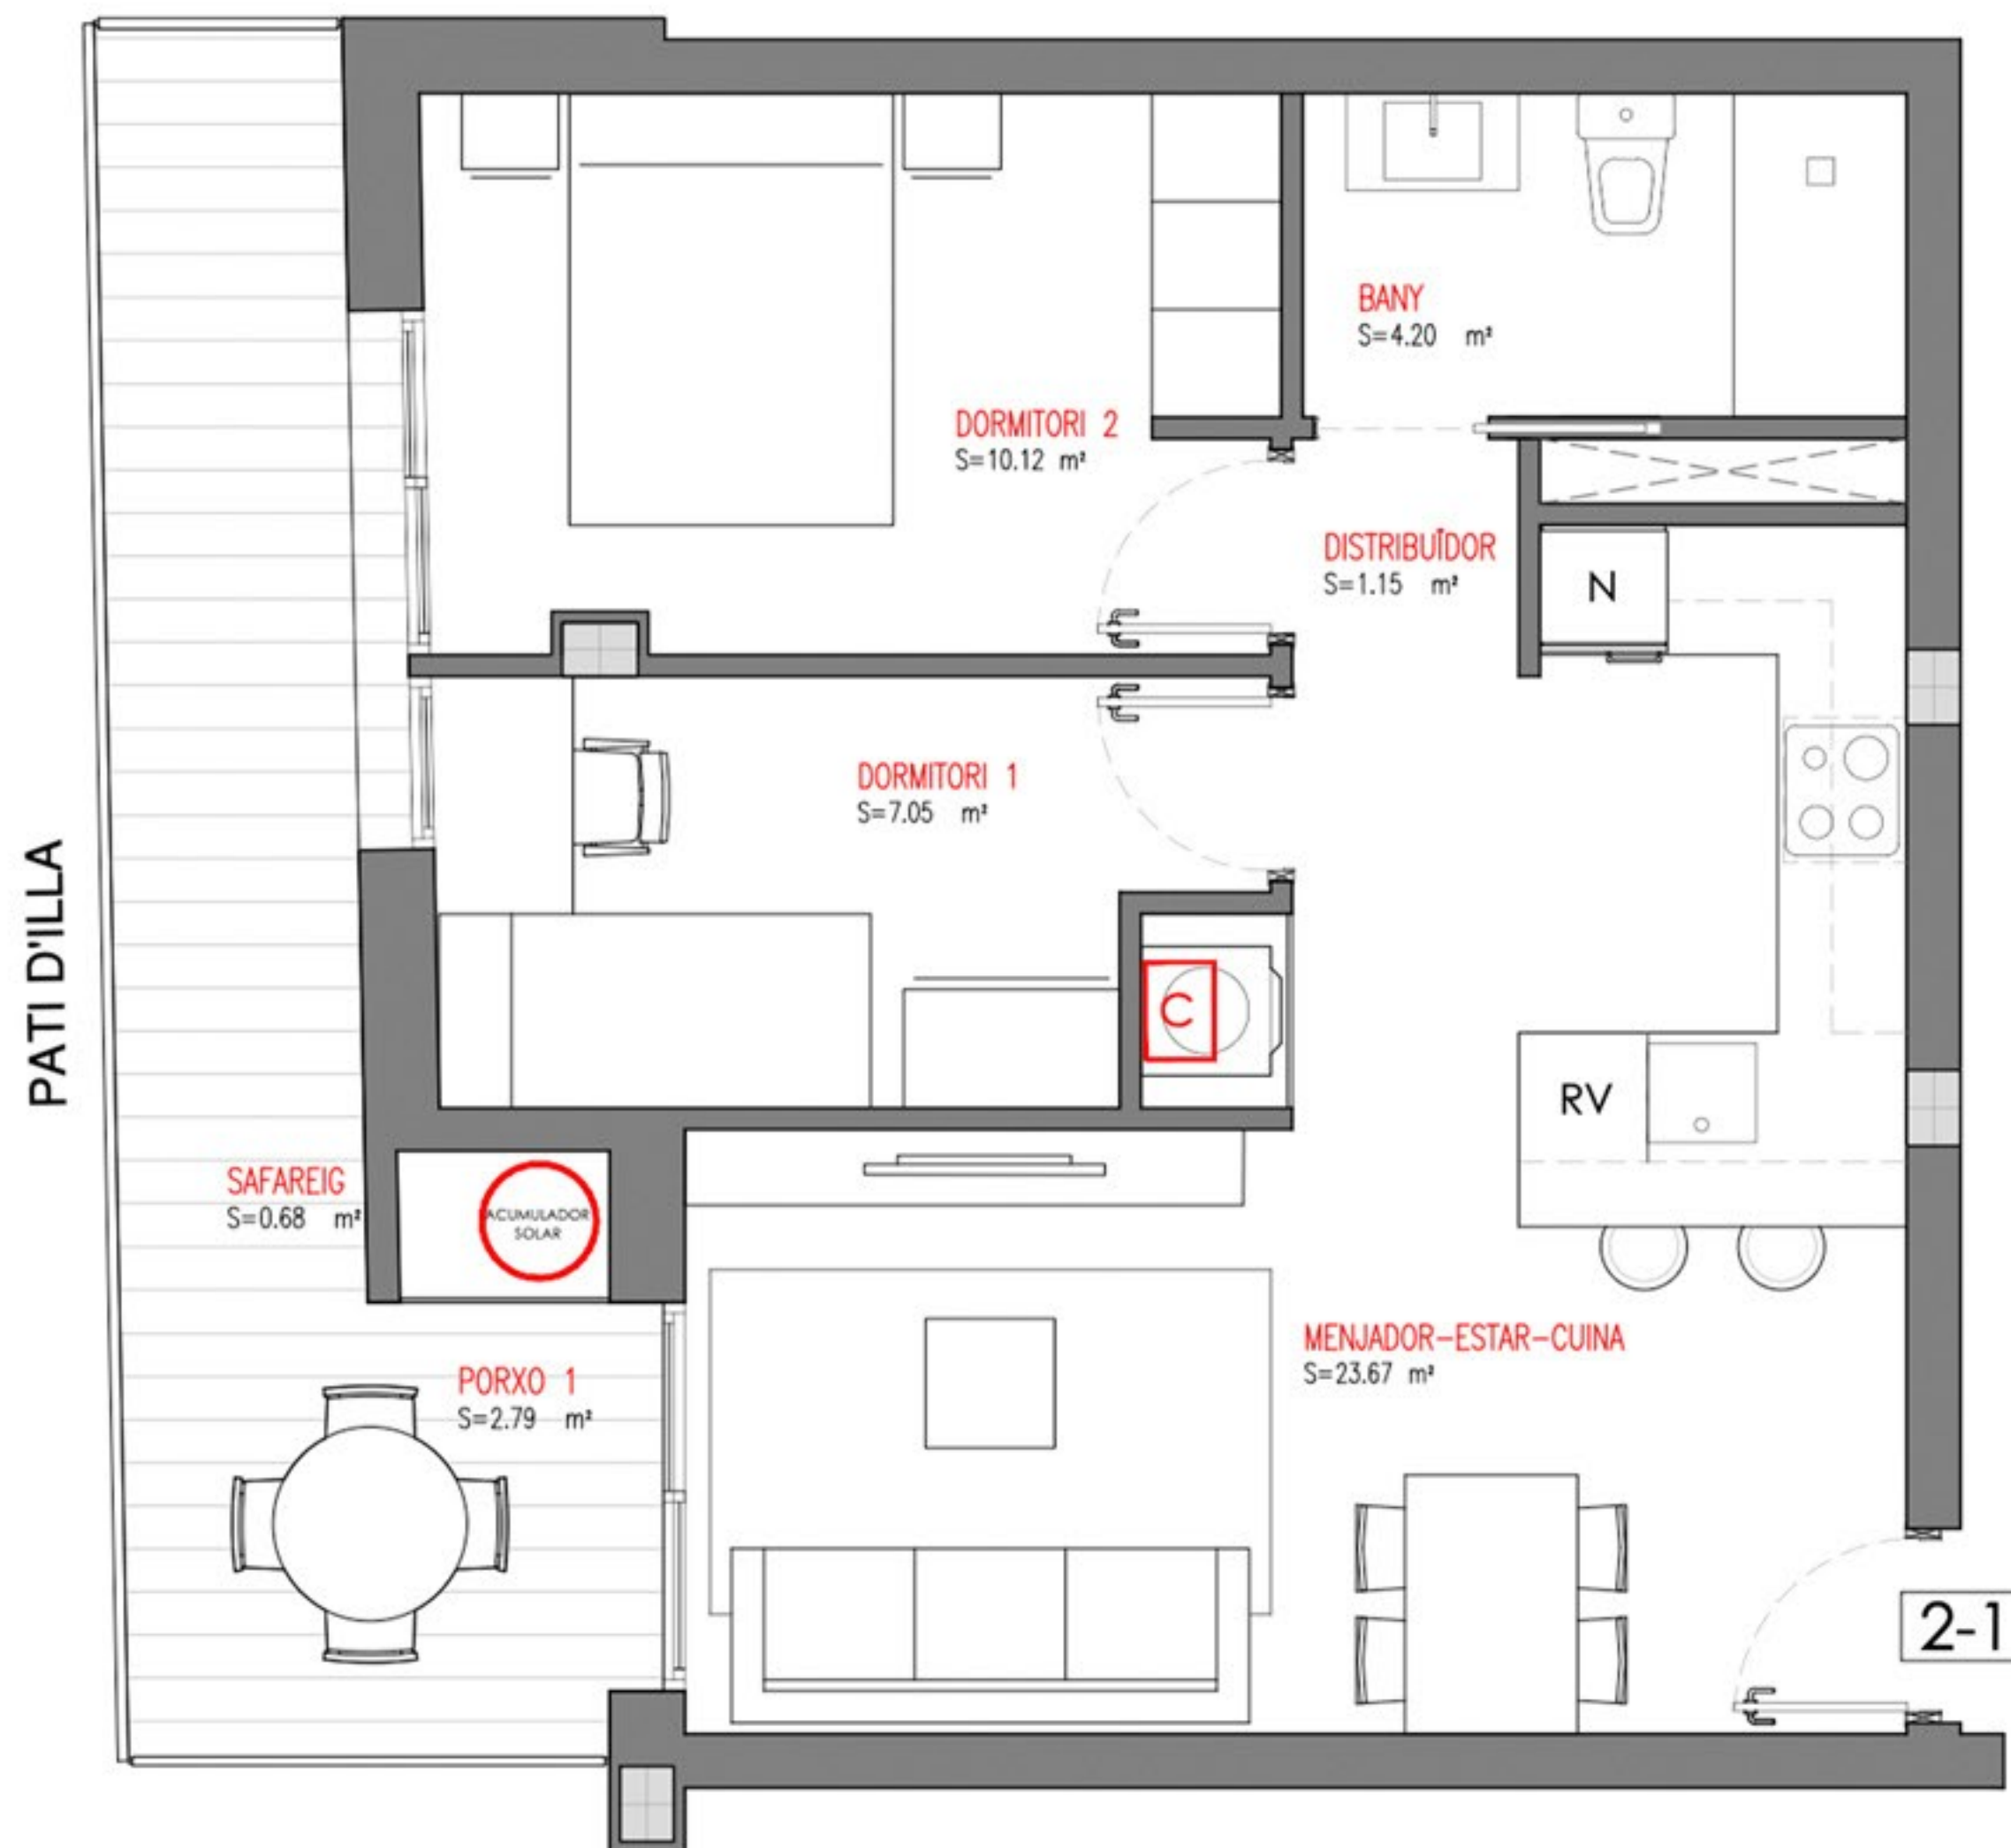 BANY
S=4.20 m²
DORMITORI 2
S=10.12 m²
DISTRIBUÏDOR
S=1.15 m²
N
DORMITORI 1
S=7.05 m²
PATI D'ILLA
C
RV
SAFAREIG
S=0.68 m²
ACUMULADOR
SOLAR
MENJADOR-ESTAR-CUINA
S=23.67 m²
PORXO 1
S=2.79 m²
2-1